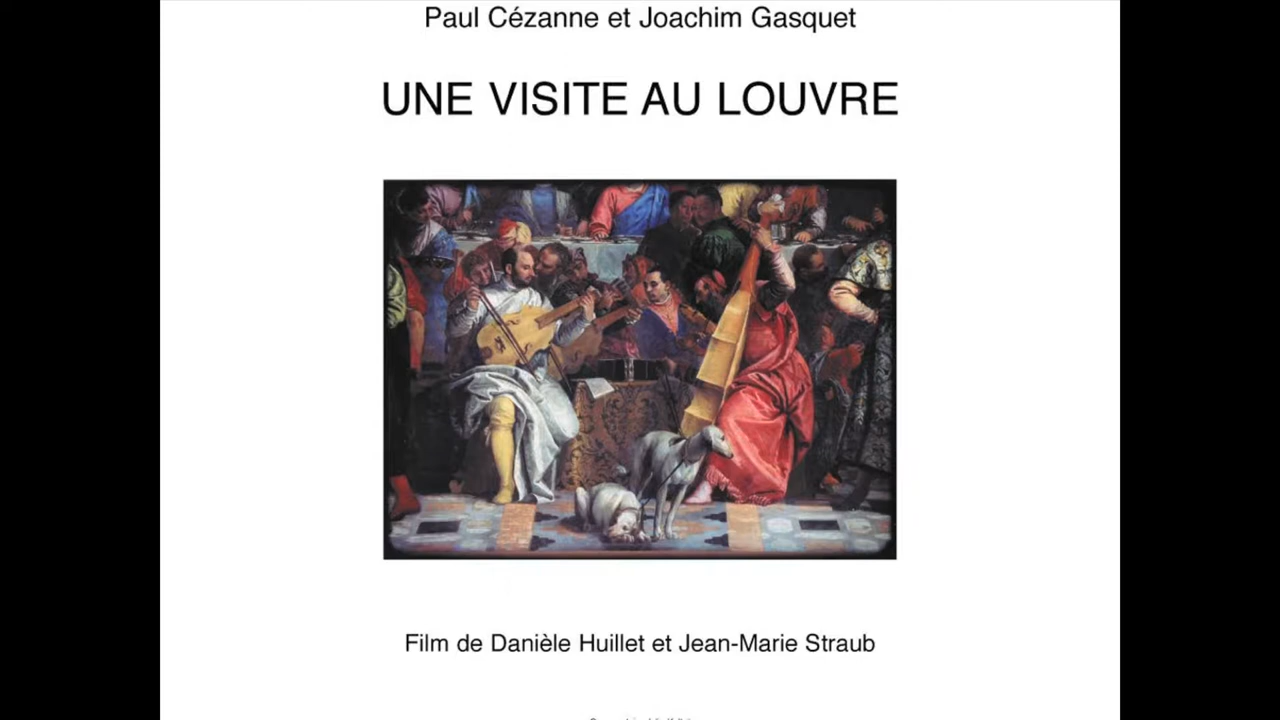 Paul Cézanne et Joachim Gasquet
UNE VISITE AU LOUVRE
Film de Danièle Huillet et Jean-Marie Straub